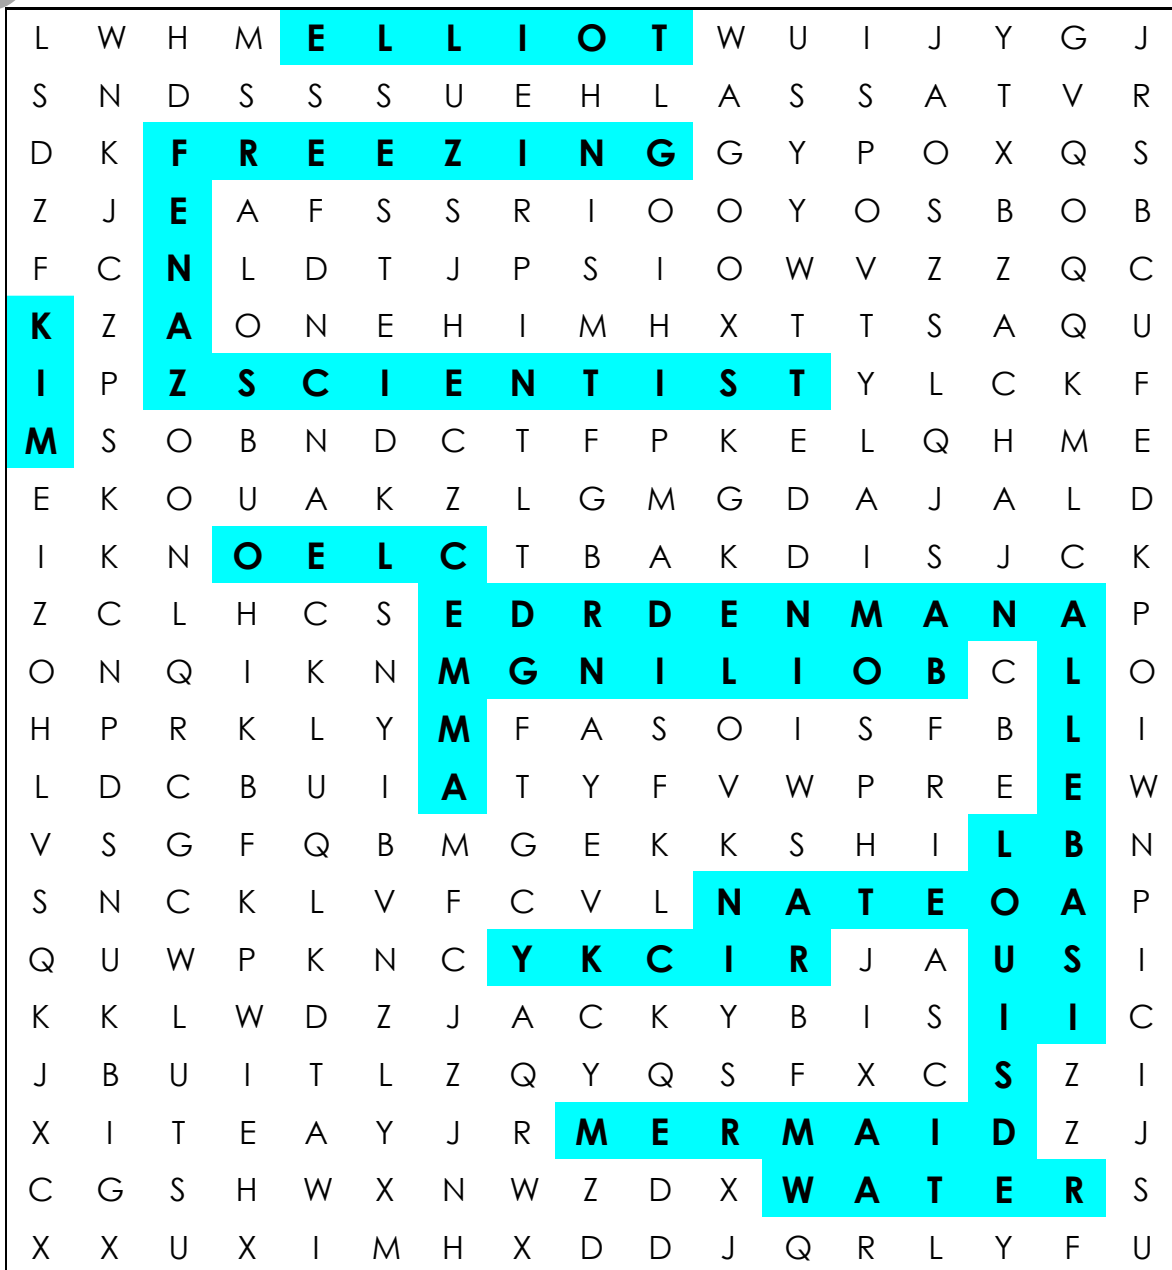 L W H M E L L I O T W U I J Y G J
S N D S S S U E H L A S S A T V R
D K F R E E Z I N G G Y P O X Q S
Z J E A F S S R I O O Y O S B O B
F C N L D T J P S I O W V Z Z Q C
K Z A O N E H I M H X T T S A Q U
I P Z S C I E N T I S T Y L C K F
M S O B N D C T F P K E L Q H M E
E K O U A K Z L G M G D A J A L D
I K N O E L C T B A K D I S J C K
Z C L H C S E D R D E N M A N A P
O N Q I K N M G N I L I O B C L O
H P R K L Y M F A S O I S F B L I
L D C B U I A T Y F V W P R E E W
V S G F Q B M G E K K S H I L B N
S N C K L V F C V L N A T E O A P
Q U W P K N C Y K C I R J A U S I
K K L W D Z J A C K Y B I S I I C
J B U I T L Z Q Y Q S F X C S Z I
X I T E A Y J R M E R M A I D Z J
C G S H W X N W Z D X W A T E R S
X X U X I M H X D D J Q R L Y F U